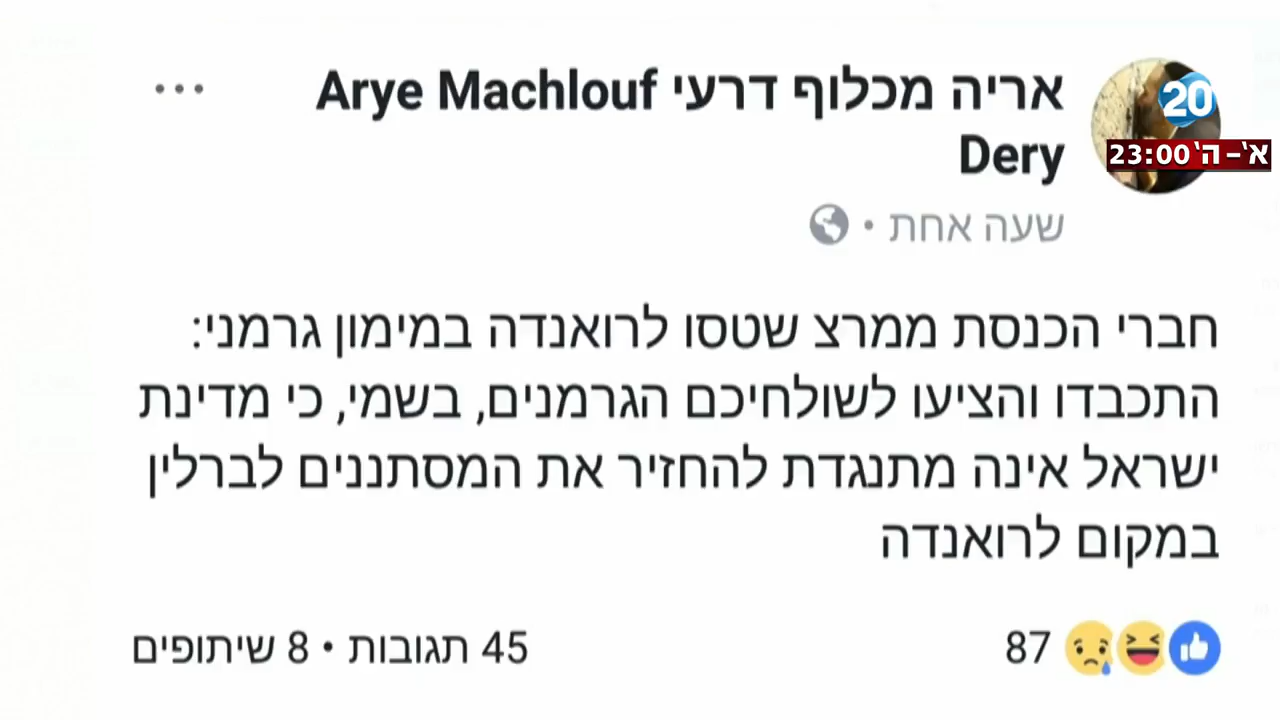 אריה מכלוף דרעי Arye Machlouf
Dery
שעה אחת •
20
א'-ה' 23:00
חברי הכנסת ממרצ שטסו לרואנדה במימון גרמני:
התכבדו והציעו לשולחיכם הגרמנים, בשמי, כי מדינת
ישראל אינה מתנגדת להחזיר את המסתננים לברלין
במקום לרואנדה
87
45 תגובות • 8 שיתופים